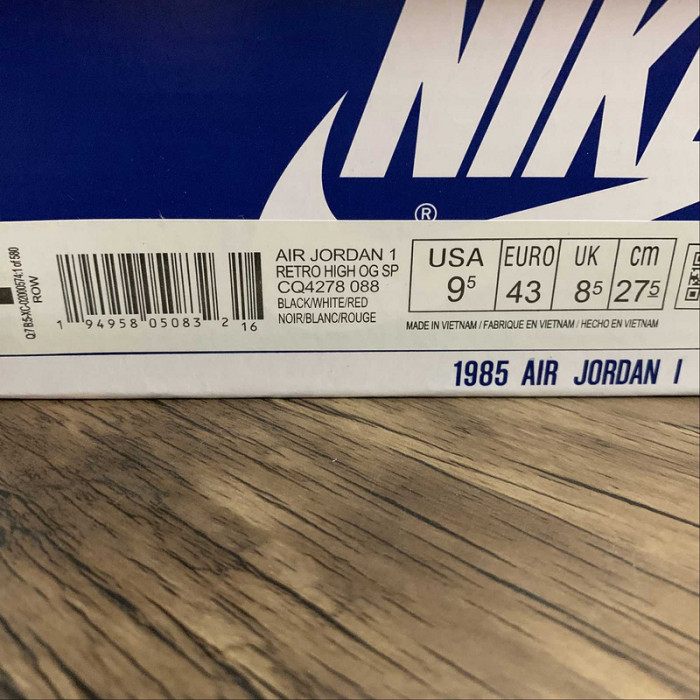 NIK
®
AIR JORDAN 1
RETRO HIGH OG SP
CQ4278 088
BLACK/WHITE/RED
NOIR/BLANC/ROUGE
USA EURO UK cm
9⁵ 43 8⁵ 27⁵
1 94958 05083 2 16
ROW
MADE IN VIETNAM / FABRIQUE EN VIETNAM / HECHO EN VIETNAM
1985 AIR JORDAN I